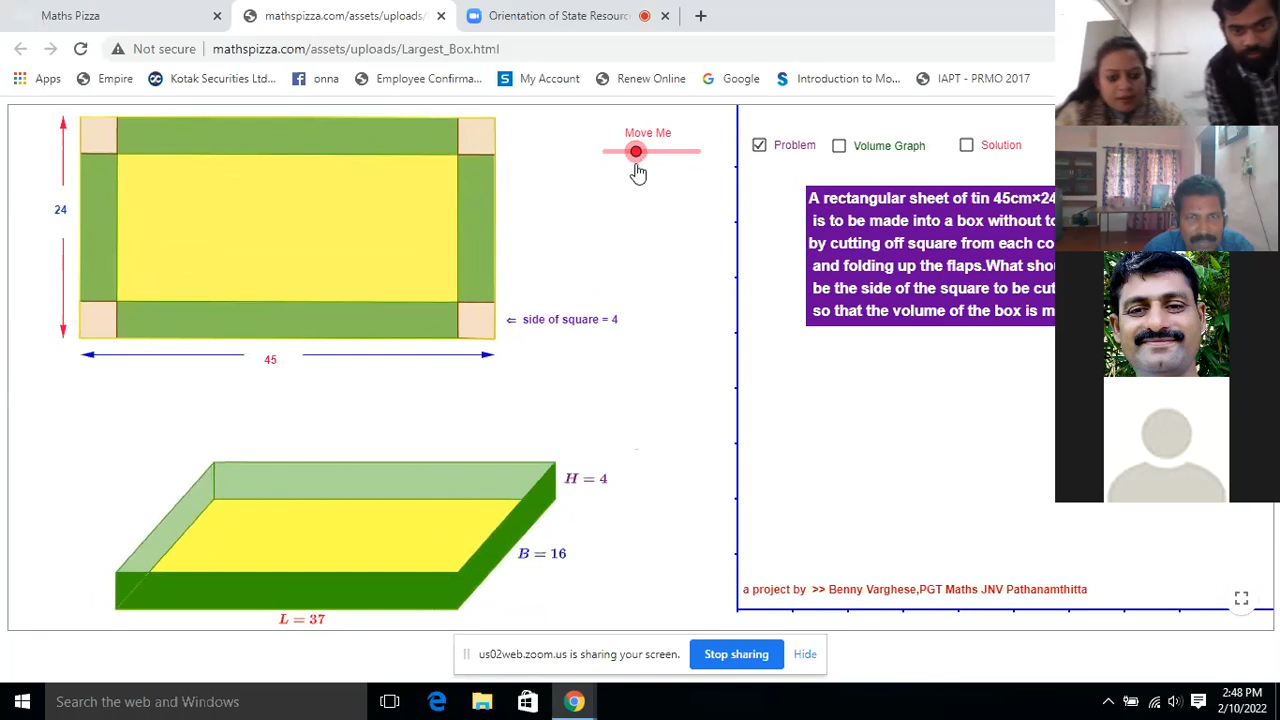 Maths Pizza
mathspizza.com/assets/uploads/
Orientation of State Resource
Not secure
mathspizza.com/assets/uploads/Largest_Box.html
Apps
Empire
Kotak Securities Ltd...
onna
Employee Confirma...
My Account
Renew Online
Google
Introduction to Mo...
IAPT - PRMO 2017
24
45
⇐ side of square = 4
Move Me
Problem
Volume Graph
Solution
A rectangular sheet of tin 45cm×24
is to be made into a box without to
by cutting off square from each co
and folding up the flaps.What shou
be the side of the square to be cut
so that the volume of the box is m
H = 4
B = 16
L = 37
a project by >> Benny Varghese,PGT Maths JNV Pathanamthitta
us02web.zoom.us is sharing your screen.
Stop sharing
Hide
Search the web and Windows
2:48 PM
2/10/2022